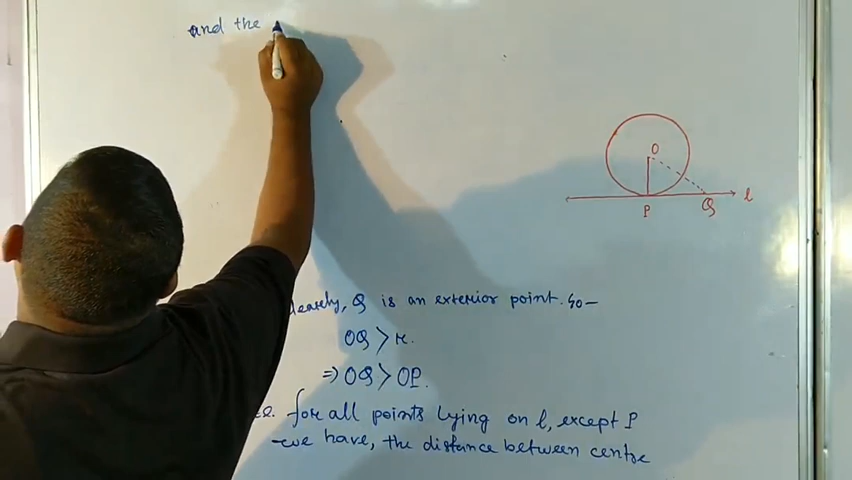 and the
O
P
Q
l
Q is an exterior point. So—
OQ > r.
⇒ OQ > OP.
for all points lying on l, except P
-we have, the distance between centre